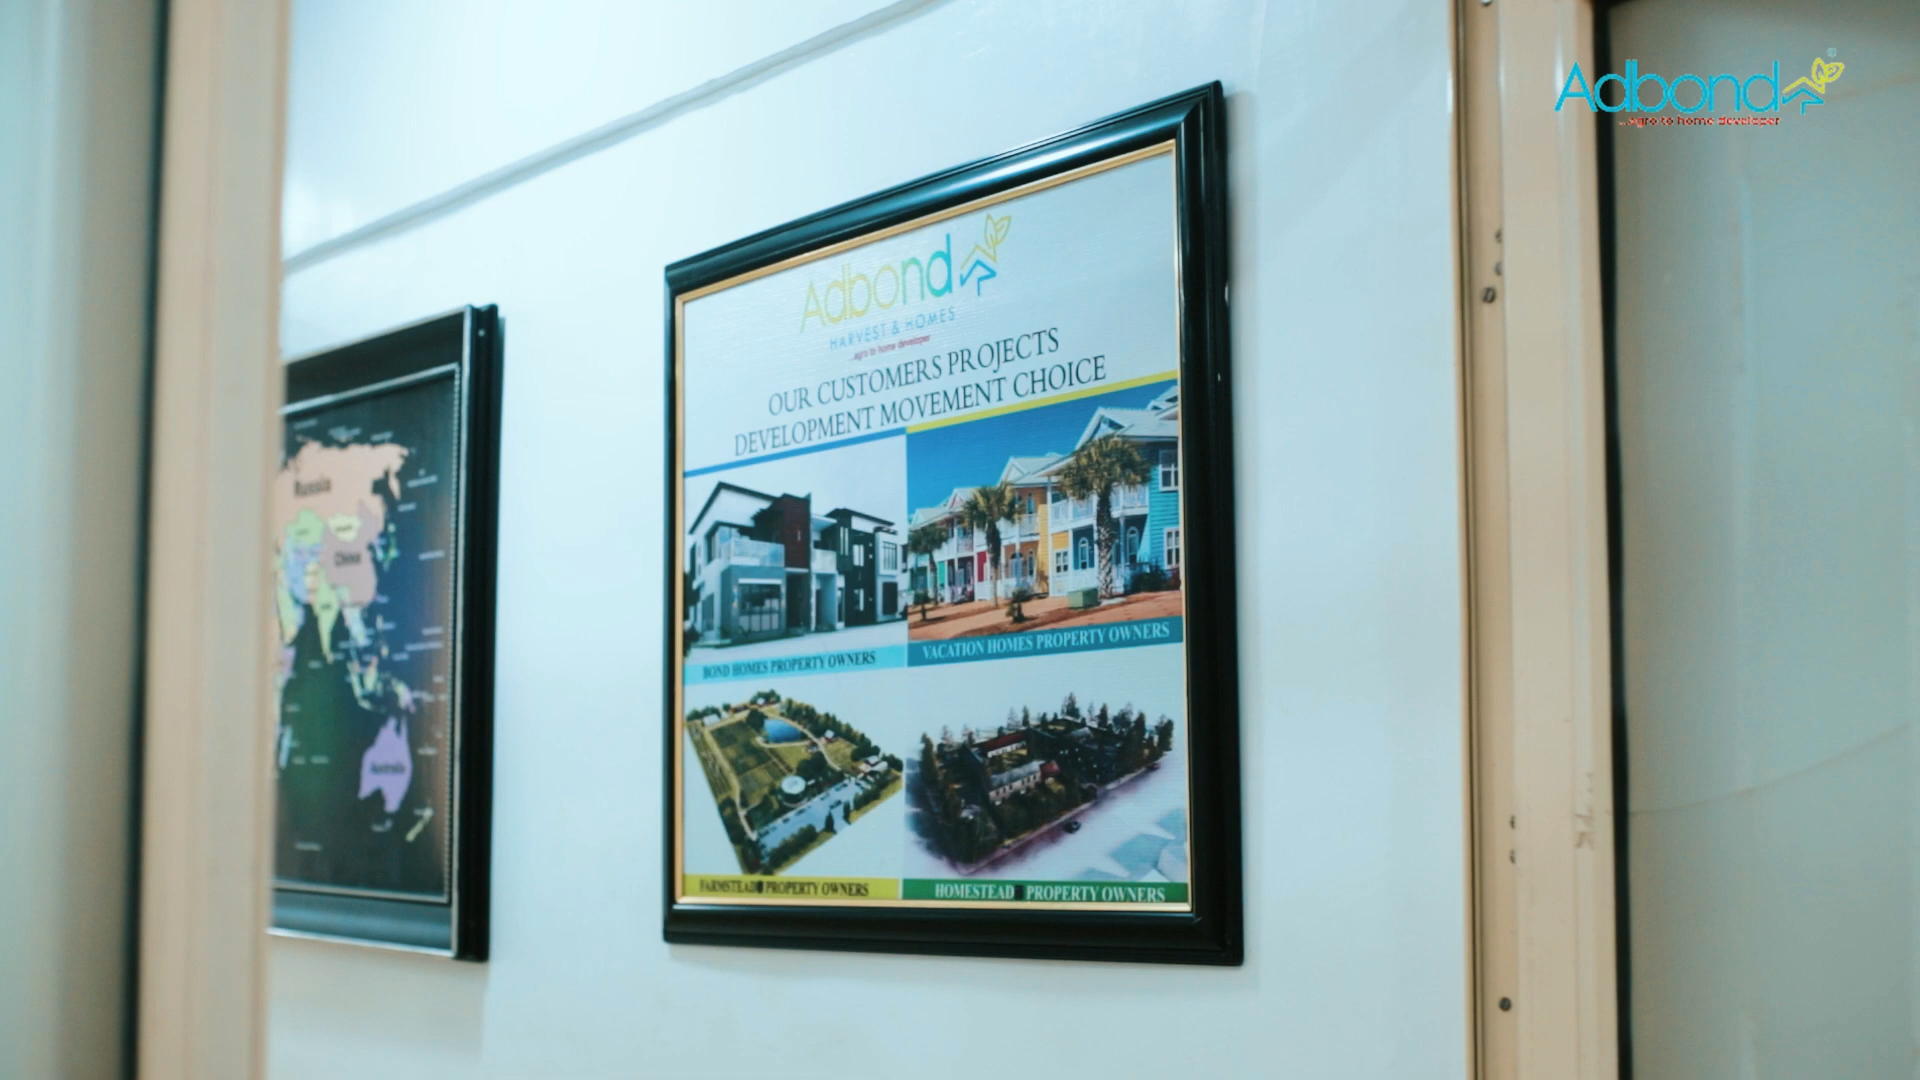 Adbond
...agro to home developer
Adbond
HARVEST & HOMES
...agro to home developer
OUR CUSTOMERS PROJECTS
DEVELOPMENT MOVEMENT CHOICE
BOND HOMES PROPERTY OWNERS
VACATION HOMES PROPERTY OWNERS
FARMSTEAD PROPERTY OWNERS
HOMESTEAD PROPERTY OWNERS
Russia
China
Australia